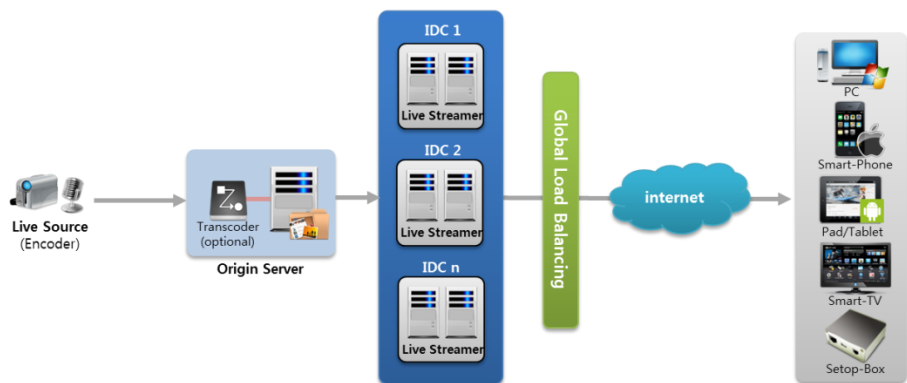 Live Source
(Encoder)
Transcoder
(optional)
Origin Server
IDC 1
Live Streamer
IDC 2
Live Streamer
IDC n
Live Streamer
Global Load Balancing
internet
PC
Smart-Phone
Pad/Tablet
Smart-TV
Setop-Box